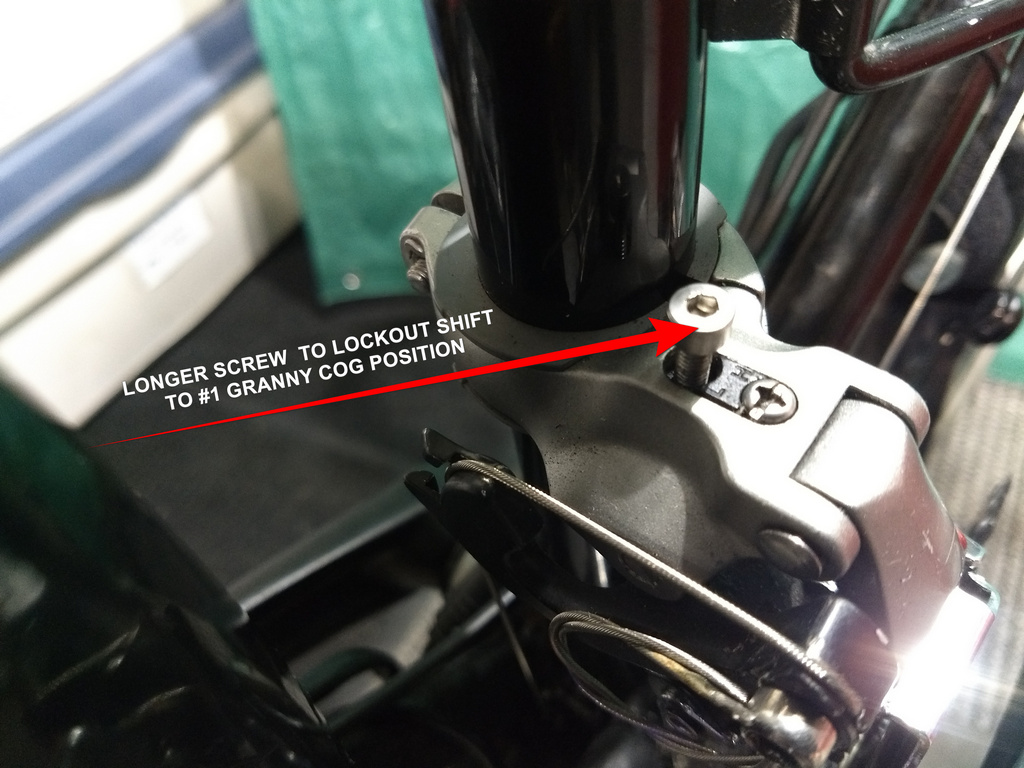 LONGER SCREW  TO LOCKOUT SHIFT
TO #1 GRANNY COG POSITION
L H